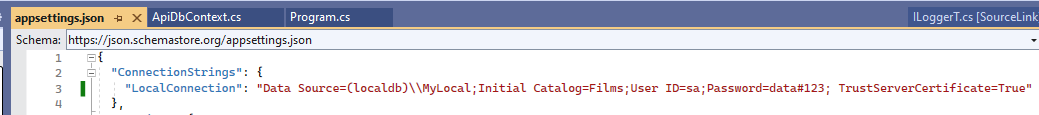 appsettings.json ApiDbContext.cs Program.cs ILoggerT.cs [SourceLink
Schema: https://json.schemastore.org/appsettings.json
1 {
2 "ConnectionStrings": {
3 "LocalConnection": "Data Source=(localdb)\\MyLocal;Initial Catalog=Films;User ID=sa;Password=data#123; TrustServerCertificate=True"
4 },